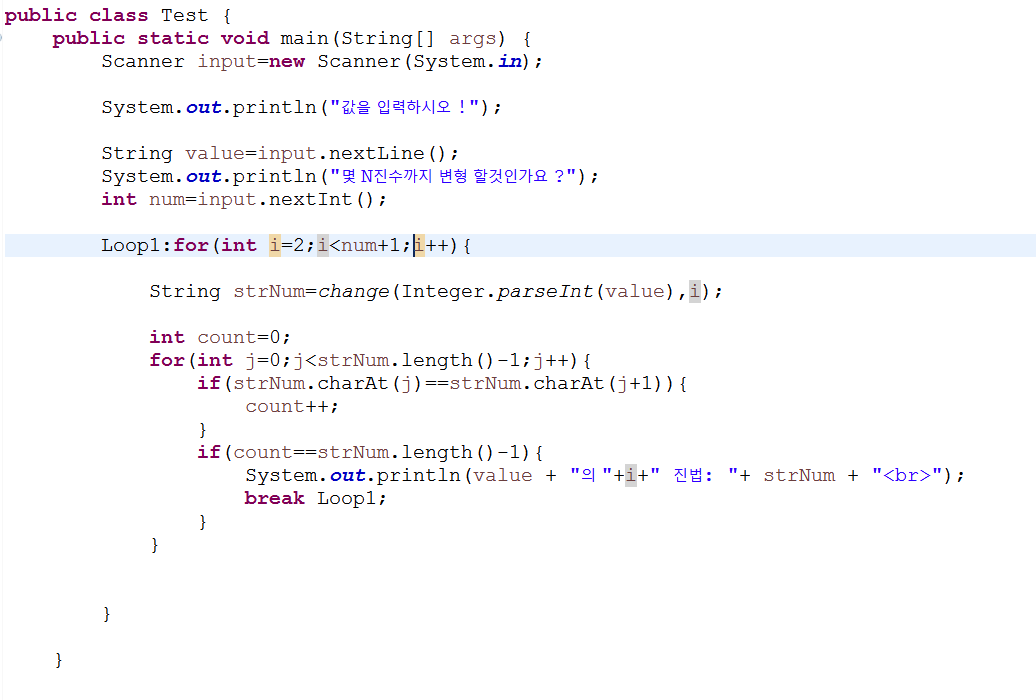 public class Test {
public static void main(String[] args) {
Scanner input=new Scanner(System.in);
System.out.println("값을 입력하시오 !");
String value=input.nextLine();
System.out.println("몇 N진수까지 변형 할것인가요 ?");
int num=input.nextInt();
Loop1:for(int i=2;i<num+1;i++){
String strNum=change(Integer.parseInt(value),i);
int count=0;
for(int j=0;j<strNum.length()-1;j++){
if(strNum.charAt(j)==strNum.charAt(j+1)){
count++;
}
if(count==strNum.length()-1){
System.out.println(value + "의 "+i+" 진법: "+ strNum + "<br>");
break Loop1;
}
}
}
}